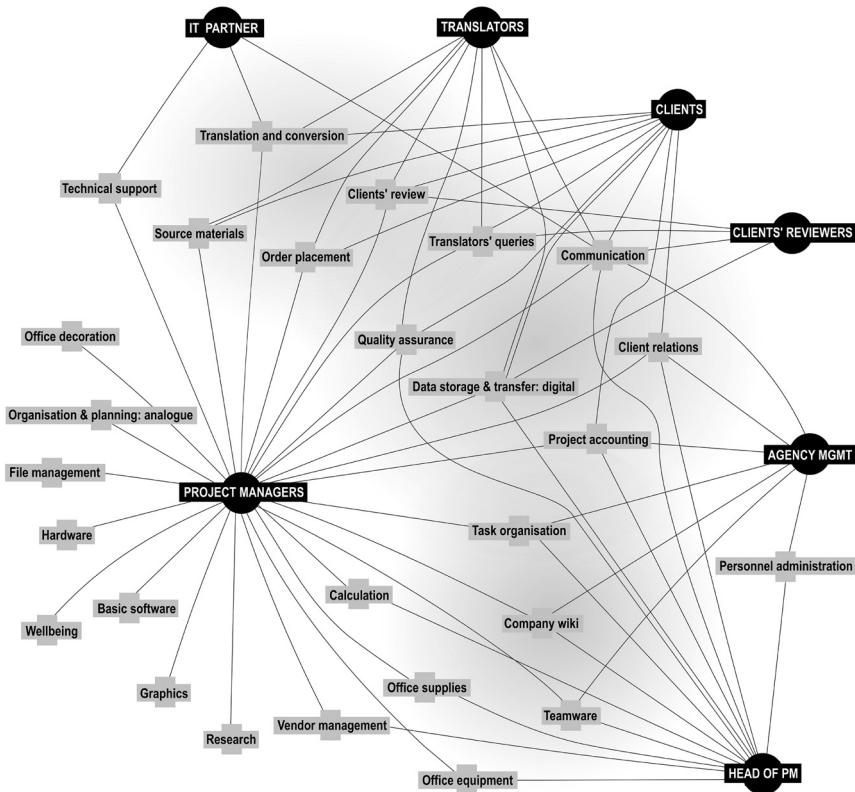 IT PARTNER
TRANSLATORS
CLIENTS
Translation and conversion
Technical support
Clients' review
Source materials
CLIENTS' REVIEWERS
Translators' queries
Order placement
Communication
Office decoration
Quality assurance
Client relations
Data storage & transfer: digital
Organisation & planning: analogue
Project accounting
AGENCY MGMT
File management
PROJECT MANAGERS
Hardware
Task organisation
Personnel administration
Calculation
Basic software
Company wiki
Wellbeing
Office supplies
Graphics
Teamware
Vendor management
Research
HEAD OF PM
Office equipment